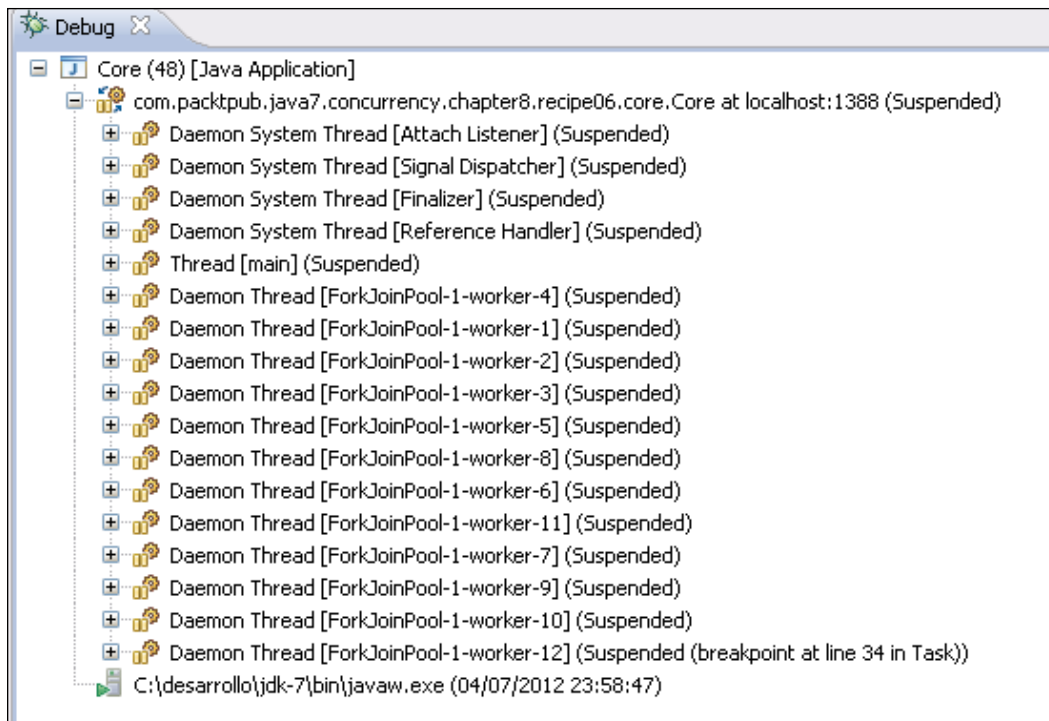 Debug
Core (48) [Java Application]
com.packtpub.java7.concurrency.chapter8.recipe06.core.Core at localhost:1388 (Suspended)
Daemon System Thread [Attach Listener] (Suspended)
Daemon System Thread [Signal Dispatcher] (Suspended)
Daemon System Thread [Finalizer] (Suspended)
Daemon System Thread [Reference Handler] (Suspended)
Thread [main] (Suspended)
Daemon Thread [ForkJoinPool-1-worker-4] (Suspended)
Daemon Thread [ForkJoinPool-1-worker-1] (Suspended)
Daemon Thread [ForkJoinPool-1-worker-2] (Suspended)
Daemon Thread [ForkJoinPool-1-worker-3] (Suspended)
Daemon Thread [ForkJoinPool-1-worker-5] (Suspended)
Daemon Thread [ForkJoinPool-1-worker-8] (Suspended)
Daemon Thread [ForkJoinPool-1-worker-6] (Suspended)
Daemon Thread [ForkJoinPool-1-worker-11] (Suspended)
Daemon Thread [ForkJoinPool-1-worker-7] (Suspended)
Daemon Thread [ForkJoinPool-1-worker-9] (Suspended)
Daemon Thread [ForkJoinPool-1-worker-10] (Suspended)
Daemon Thread [ForkJoinPool-1-worker-12] (Suspended (breakpoint at line 34 in Task))
C:\desarrollo\jdk-7\bin\javaw.exe (04/07/2012 23:58:47)